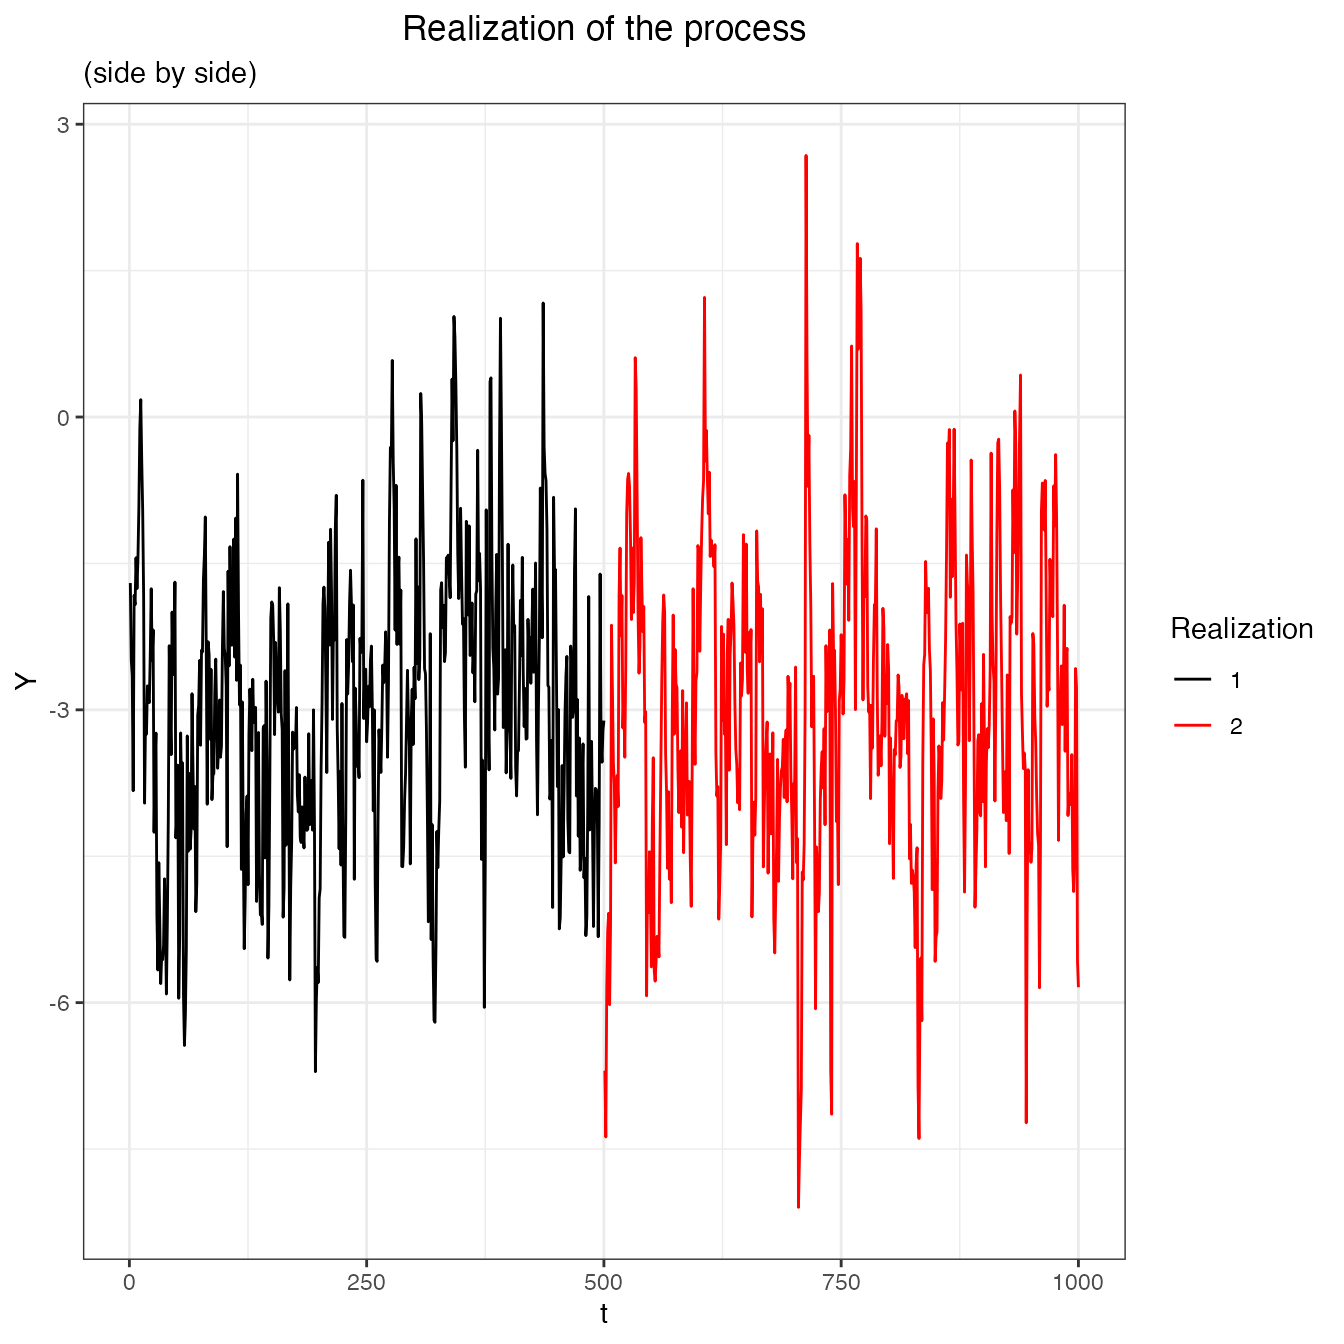 Realization of the process
(side by side)
3
0
-3
-6
Y
0 250 500 750 1000
t
Realization
1
2